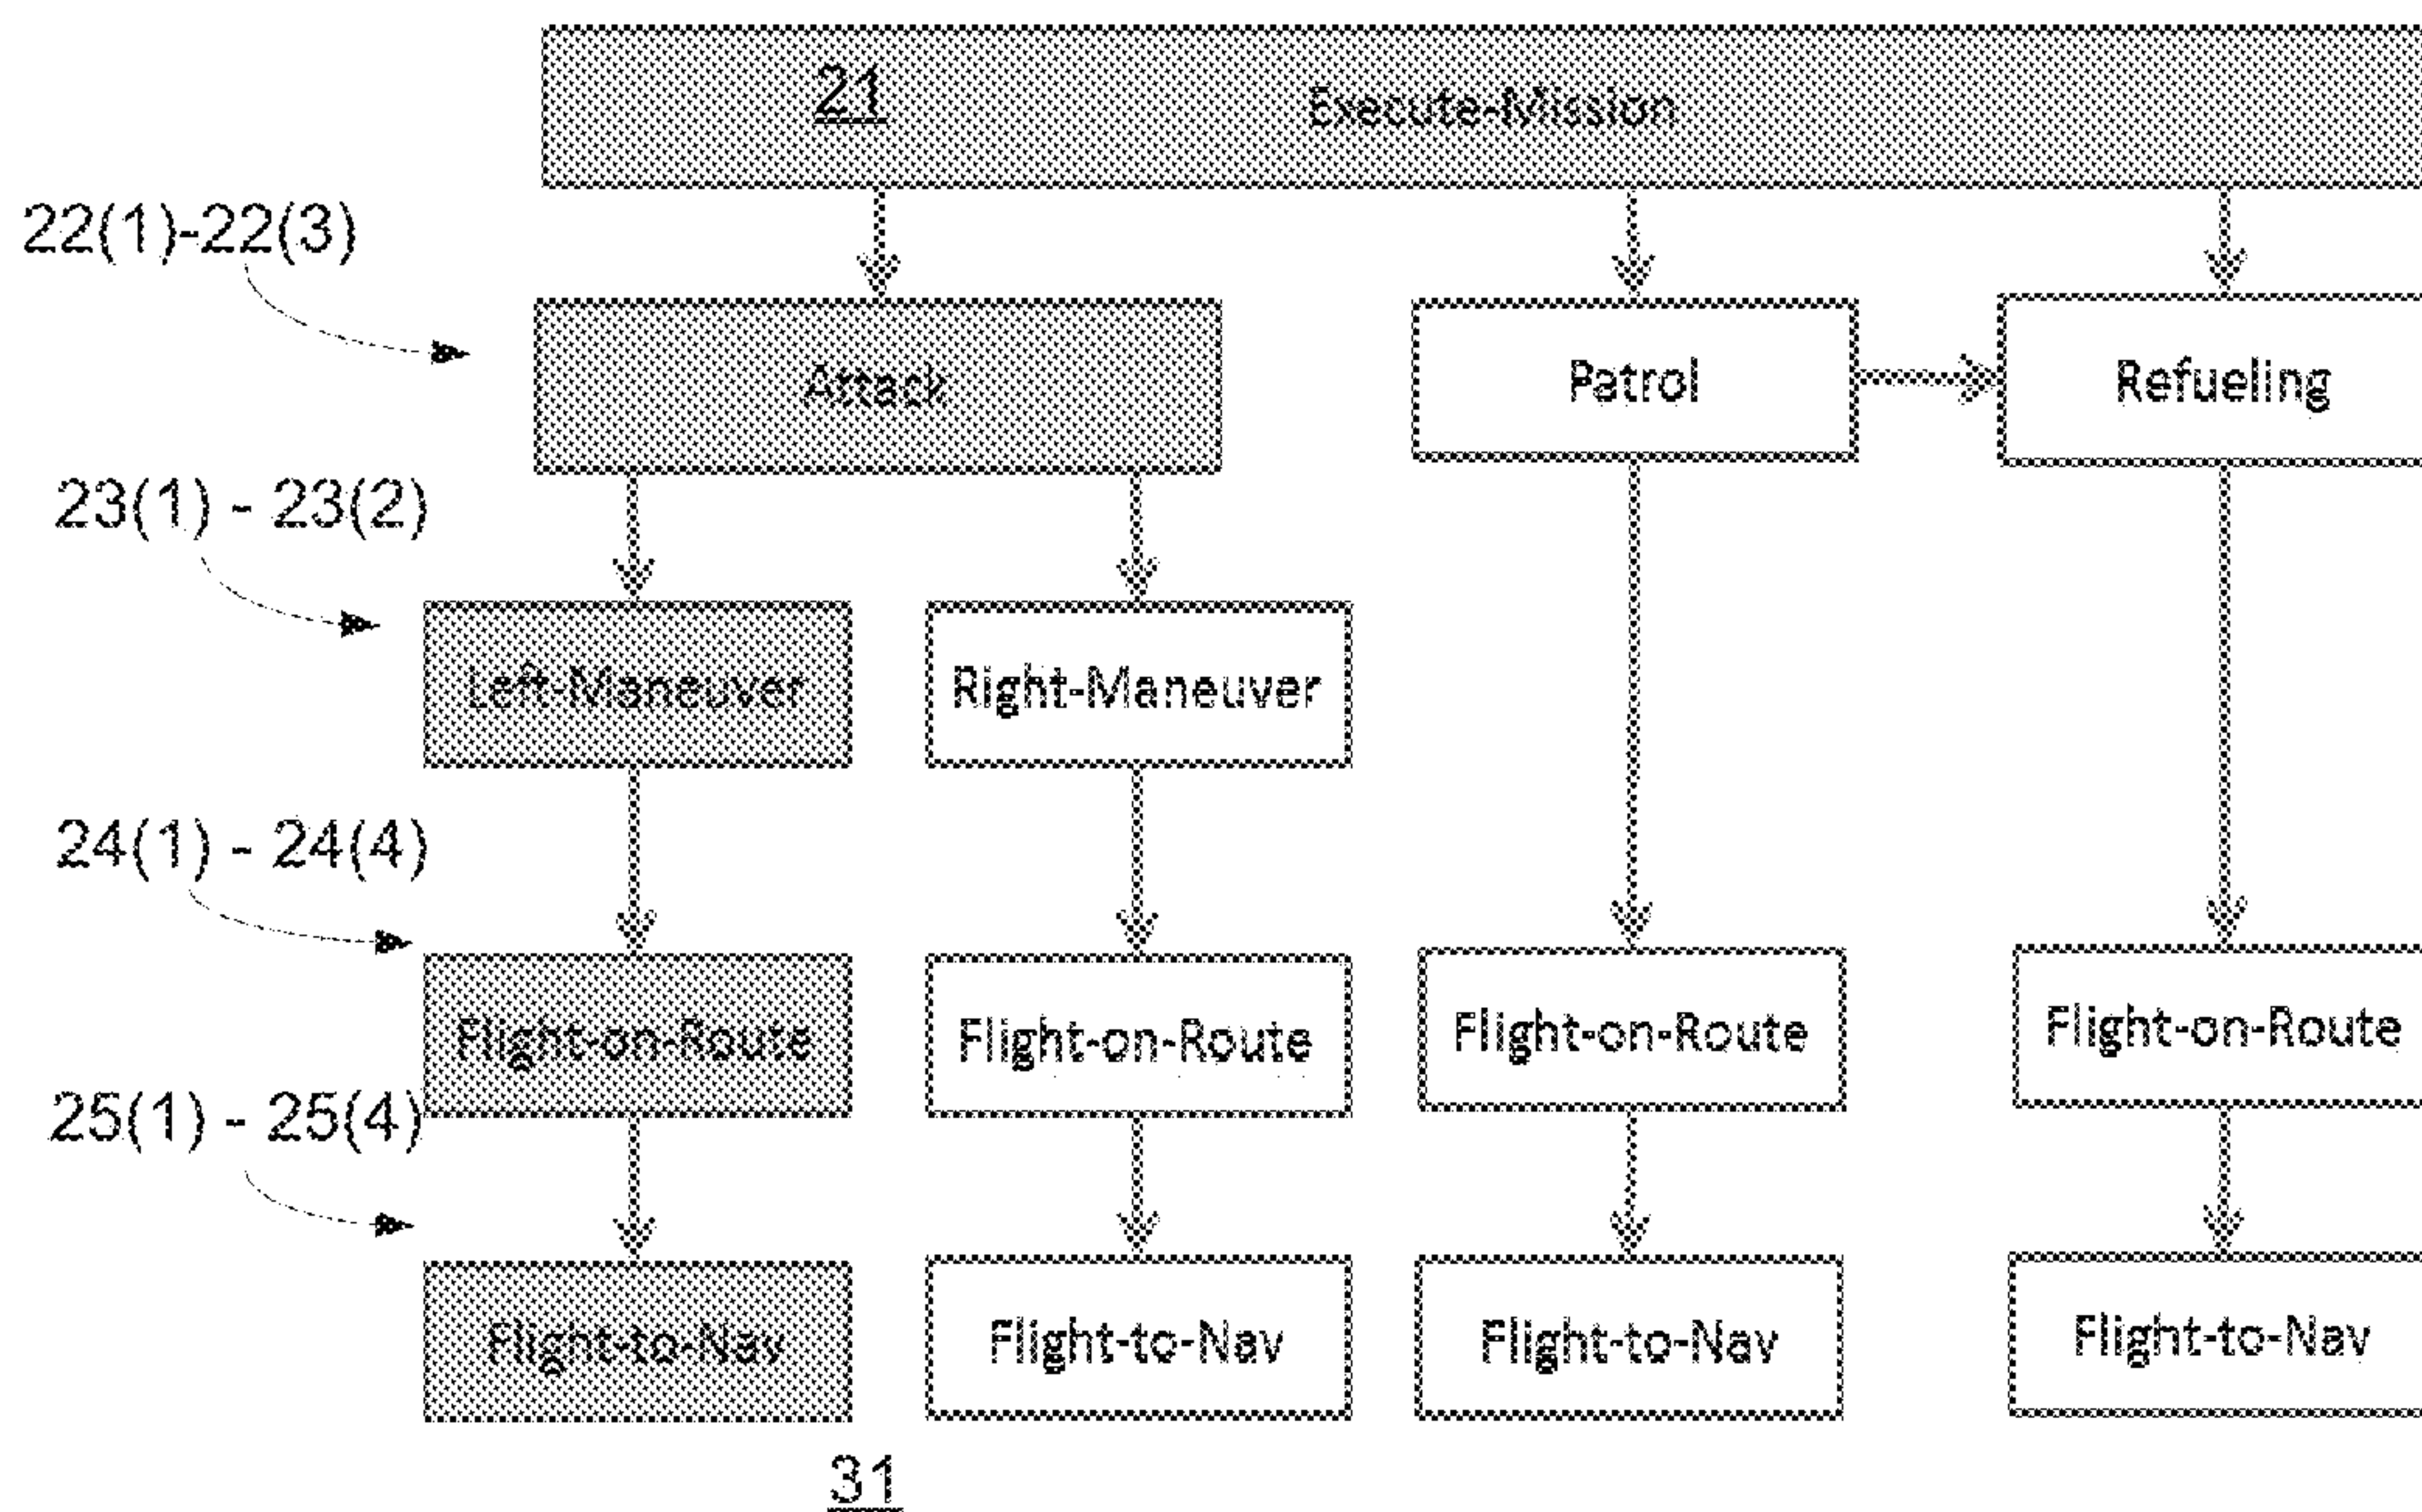 21 Execute-Mission
22(1)-22(3)
Attack Patrol Refueling
23(1) - 23(2)
Left-Maneuver Right-Maneuver
24(1) - 24(4)
Flight-on-Route Flight-on-Route Flight-on-Route Flight-on-Route
25(1) - 25(4)
Flight-to-Nav Flight-to-Nav Flight-to-Nav Flight-to-Nav
31